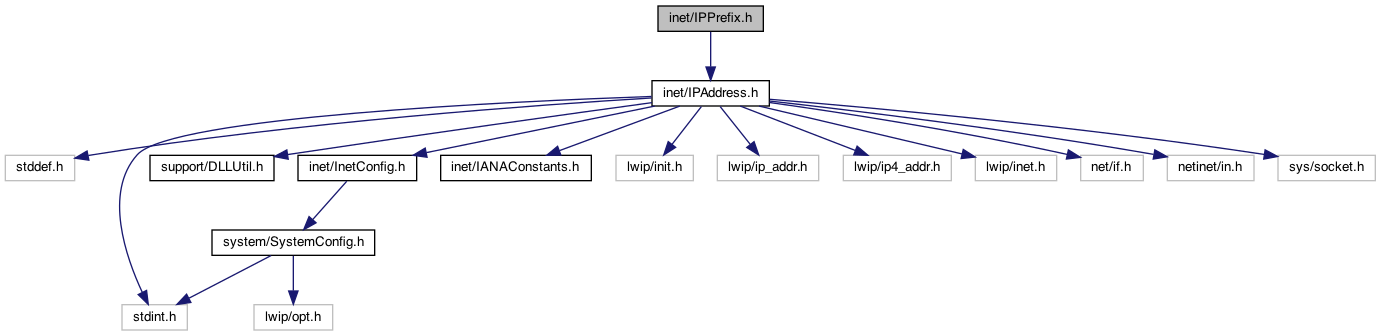 inet/IPPrefix.h
inet/IPAddress.h
stddef.h
support/DLLUtil.h
inet/InetConfig.h
inet/IANAConstants.h
lwip/init.h
lwip/ip_addr.h
lwip/ip4_addr.h
lwip/inet.h
net/if.h
netinet/in.h
sys/socket.h
system/SystemConfig.h
stdint.h
lwip/opt.h